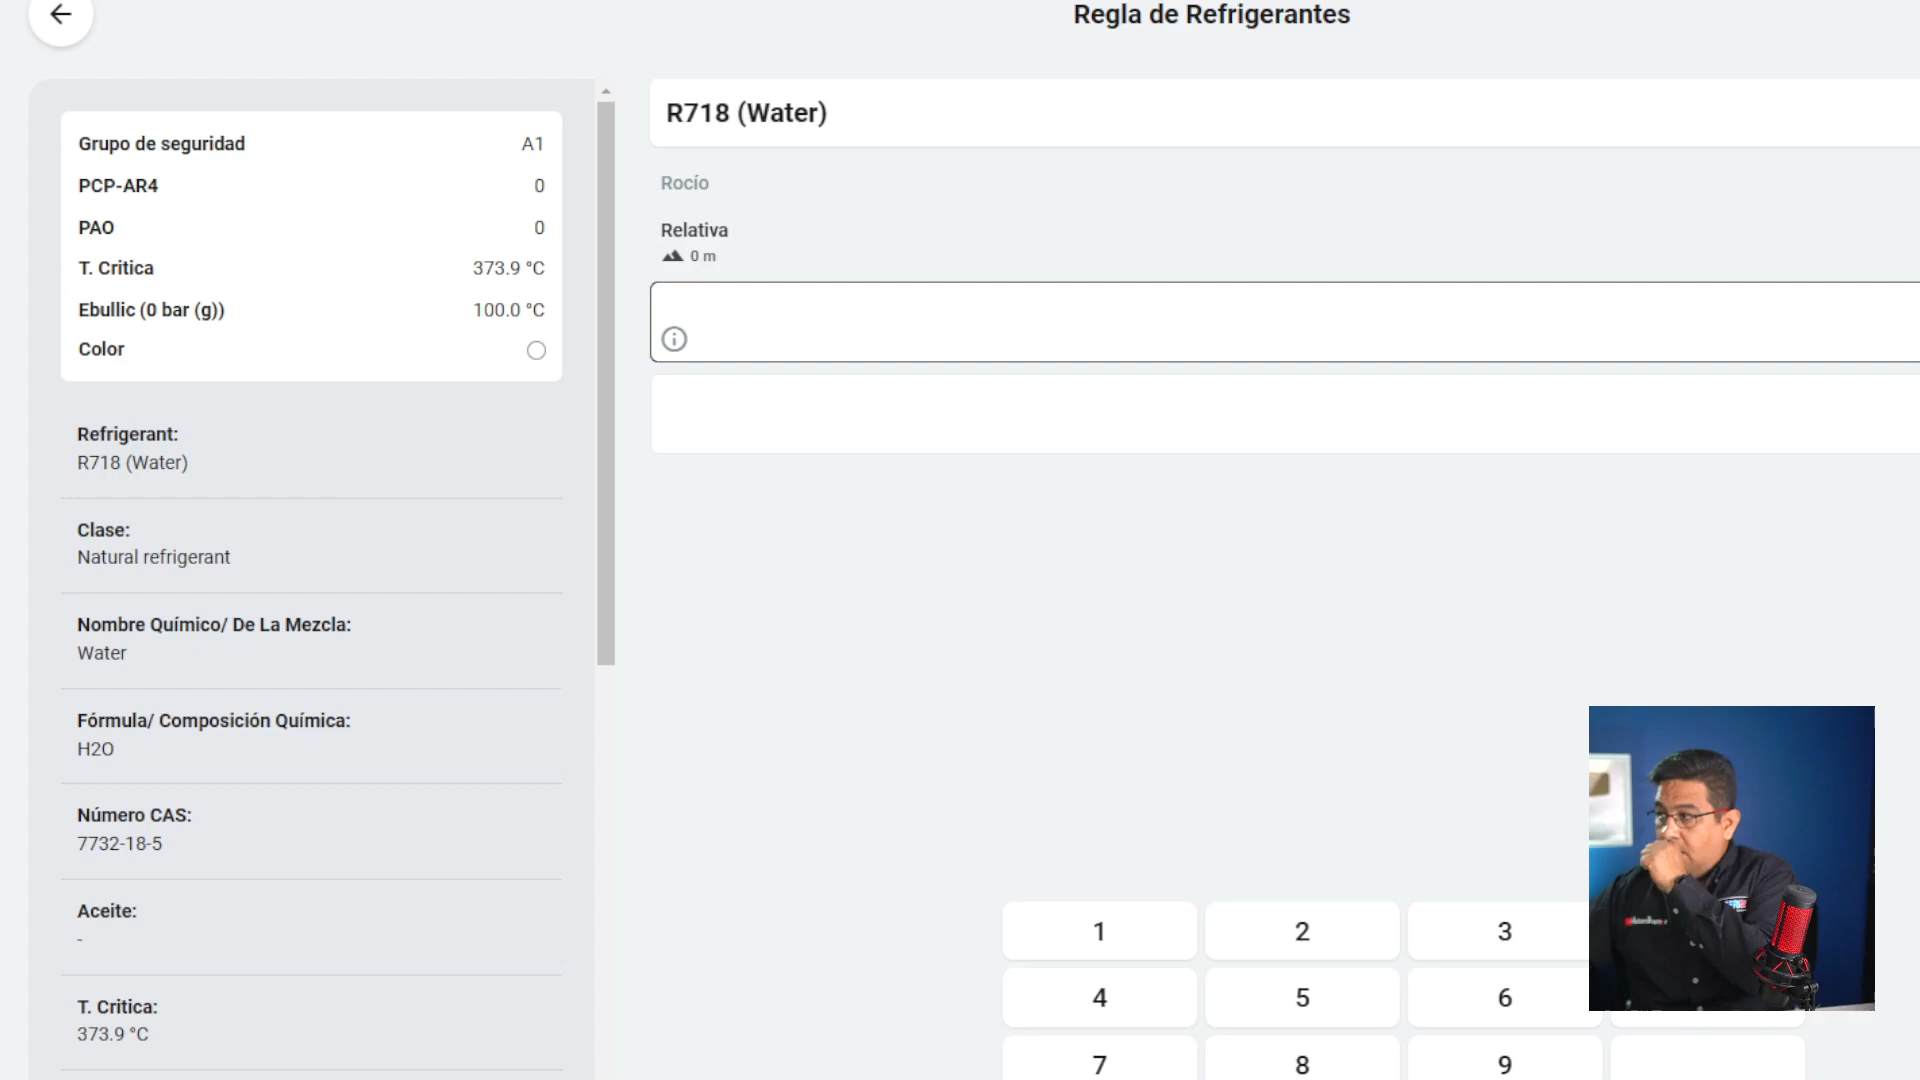 Regla de Refrigerantes
Grupo de seguridad A1
PCP-AR4 0
PAO 0
T. Critica 373.9 °C
Ebullic (0 bar (g)) 100.0 °C
Color
Refrigerant:
R718 (Water)
Clase:
Natural refrigerant
Nombre Químico/ De La Mezcla:
Water
Fórmula/ Composición Química:
H2O
Número CAS:
7732-18-5
Aceite:
-
T. Critica:
373.9 °C
R718 (Water)
Rocío
Relativa
0 m
1 2 3
4 5 6
7 8 9